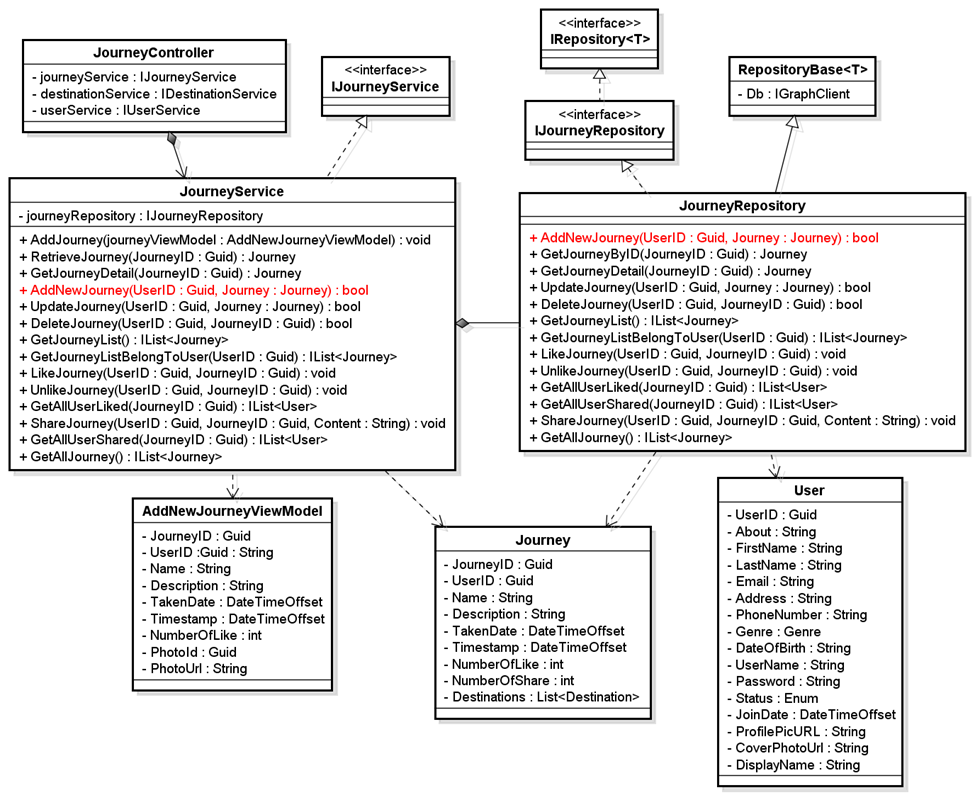 JourneyController
- journeyService : IJourneyService
- destinationService : IDestinationService
- userService : IUserService
<<interface>>
IJourneyService
<<interface>>
IRepository<T>
<<interface>>
IJourneyRepository
RepositoryBase<T>
- Db : IGraphClient
JourneyService
- journeyRepository : IJourneyRepository
+ AddJourney(journeyViewModel : AddNewJourneyViewModel) : void
+ RetrieveJourney(JourneyID : Guid) : Journey
+ GetJourneyDetail(JourneyID : Guid) : Journey
+ AddNewJourney(UserID : Guid, Journey : Journey) : bool
+ UpdateJourney(UserID : Guid, Journey : Journey) : bool
+ DeleteJourney(UserID : Guid, JourneyID : Guid) : bool
+ GetJourneyList() : IList<Journey>
+ GetJourneyListBelongToUser(UserID : Guid) : IList<Journey>
+ LikeJourney(UserID : Guid, JourneyID : Guid) : void
+ UnlikeJourney(UserID : Guid, JourneyID : Guid) : void
+ GetAllUserLiked(JourneyID : Guid) : IList<User>
+ ShareJourney(UserID : Guid, JourneyID : Guid, Content : String) : void
+ GetAllUserShared(JourneyID : Guid) : IList<User>
+ GetAllJourney() : IList<Journey>
JourneyRepository
+ AddNewJourney(UserID : Guid, Journey : Journey) : bool
+ GetJourneyByID(JourneyID : Guid) : Journey
+ GetJourneyDetail(JourneyID : Guid) : Journey
+ UpdateJourney(UserID : Guid, Journey : Journey) : bool
+ DeleteJourney(UserID : Guid, JourneyID : Guid) : bool
+ GetJourneyList() : IList<Journey>
+ GetJourneyListBelongToUser(UserID : Guid) : IList<Journey>
+ LikeJourney(UserID : Guid, JourneyID : Guid) : void
+ UnlikeJourney(UserID : Guid, JourneyID : Guid) : void
+ GetAllUserLiked(JourneyID : Guid) : IList<User>
+ GetAllUserShared(JourneyID : Guid) : IList<User>
+ ShareJourney(UserID : Guid, JourneyID : Guid, Content : String) : void
+ GetAllJourney() : IList<Journey>
AddNewJourneyViewModel
- JourneyID : Guid
- UserID :Guid : String
- Name : String
- Description : String
- TakenDate : DateTimeOffset
- Timestamp : DateTimeOffset
- NumberOfLike : int
- PhotoId : Guid
- PhotoUrl : String
Journey
- JourneyID : Guid
- UserID : Guid
- Name : String
- Description : String
- TakenDate : DateTimeOffset
- Timestamp : DateTimeOffset
- NumberOfLike : int
- NumberOfShare : int
- Destinations : List<Destination>
User
- UserID : Guid
- About : String
- FirstName : String
- LastName : String
- Email : String
- Address : String
- PhoneNumber : String
- Genre : Genre
- DateOfBirth : String
- UserName : String
- Password : String
- Status : Enum
- JoinDate : DateTimeOffset
- ProfilePicURL : String
- CoverPhotoUrl : String
- DisplayName : String